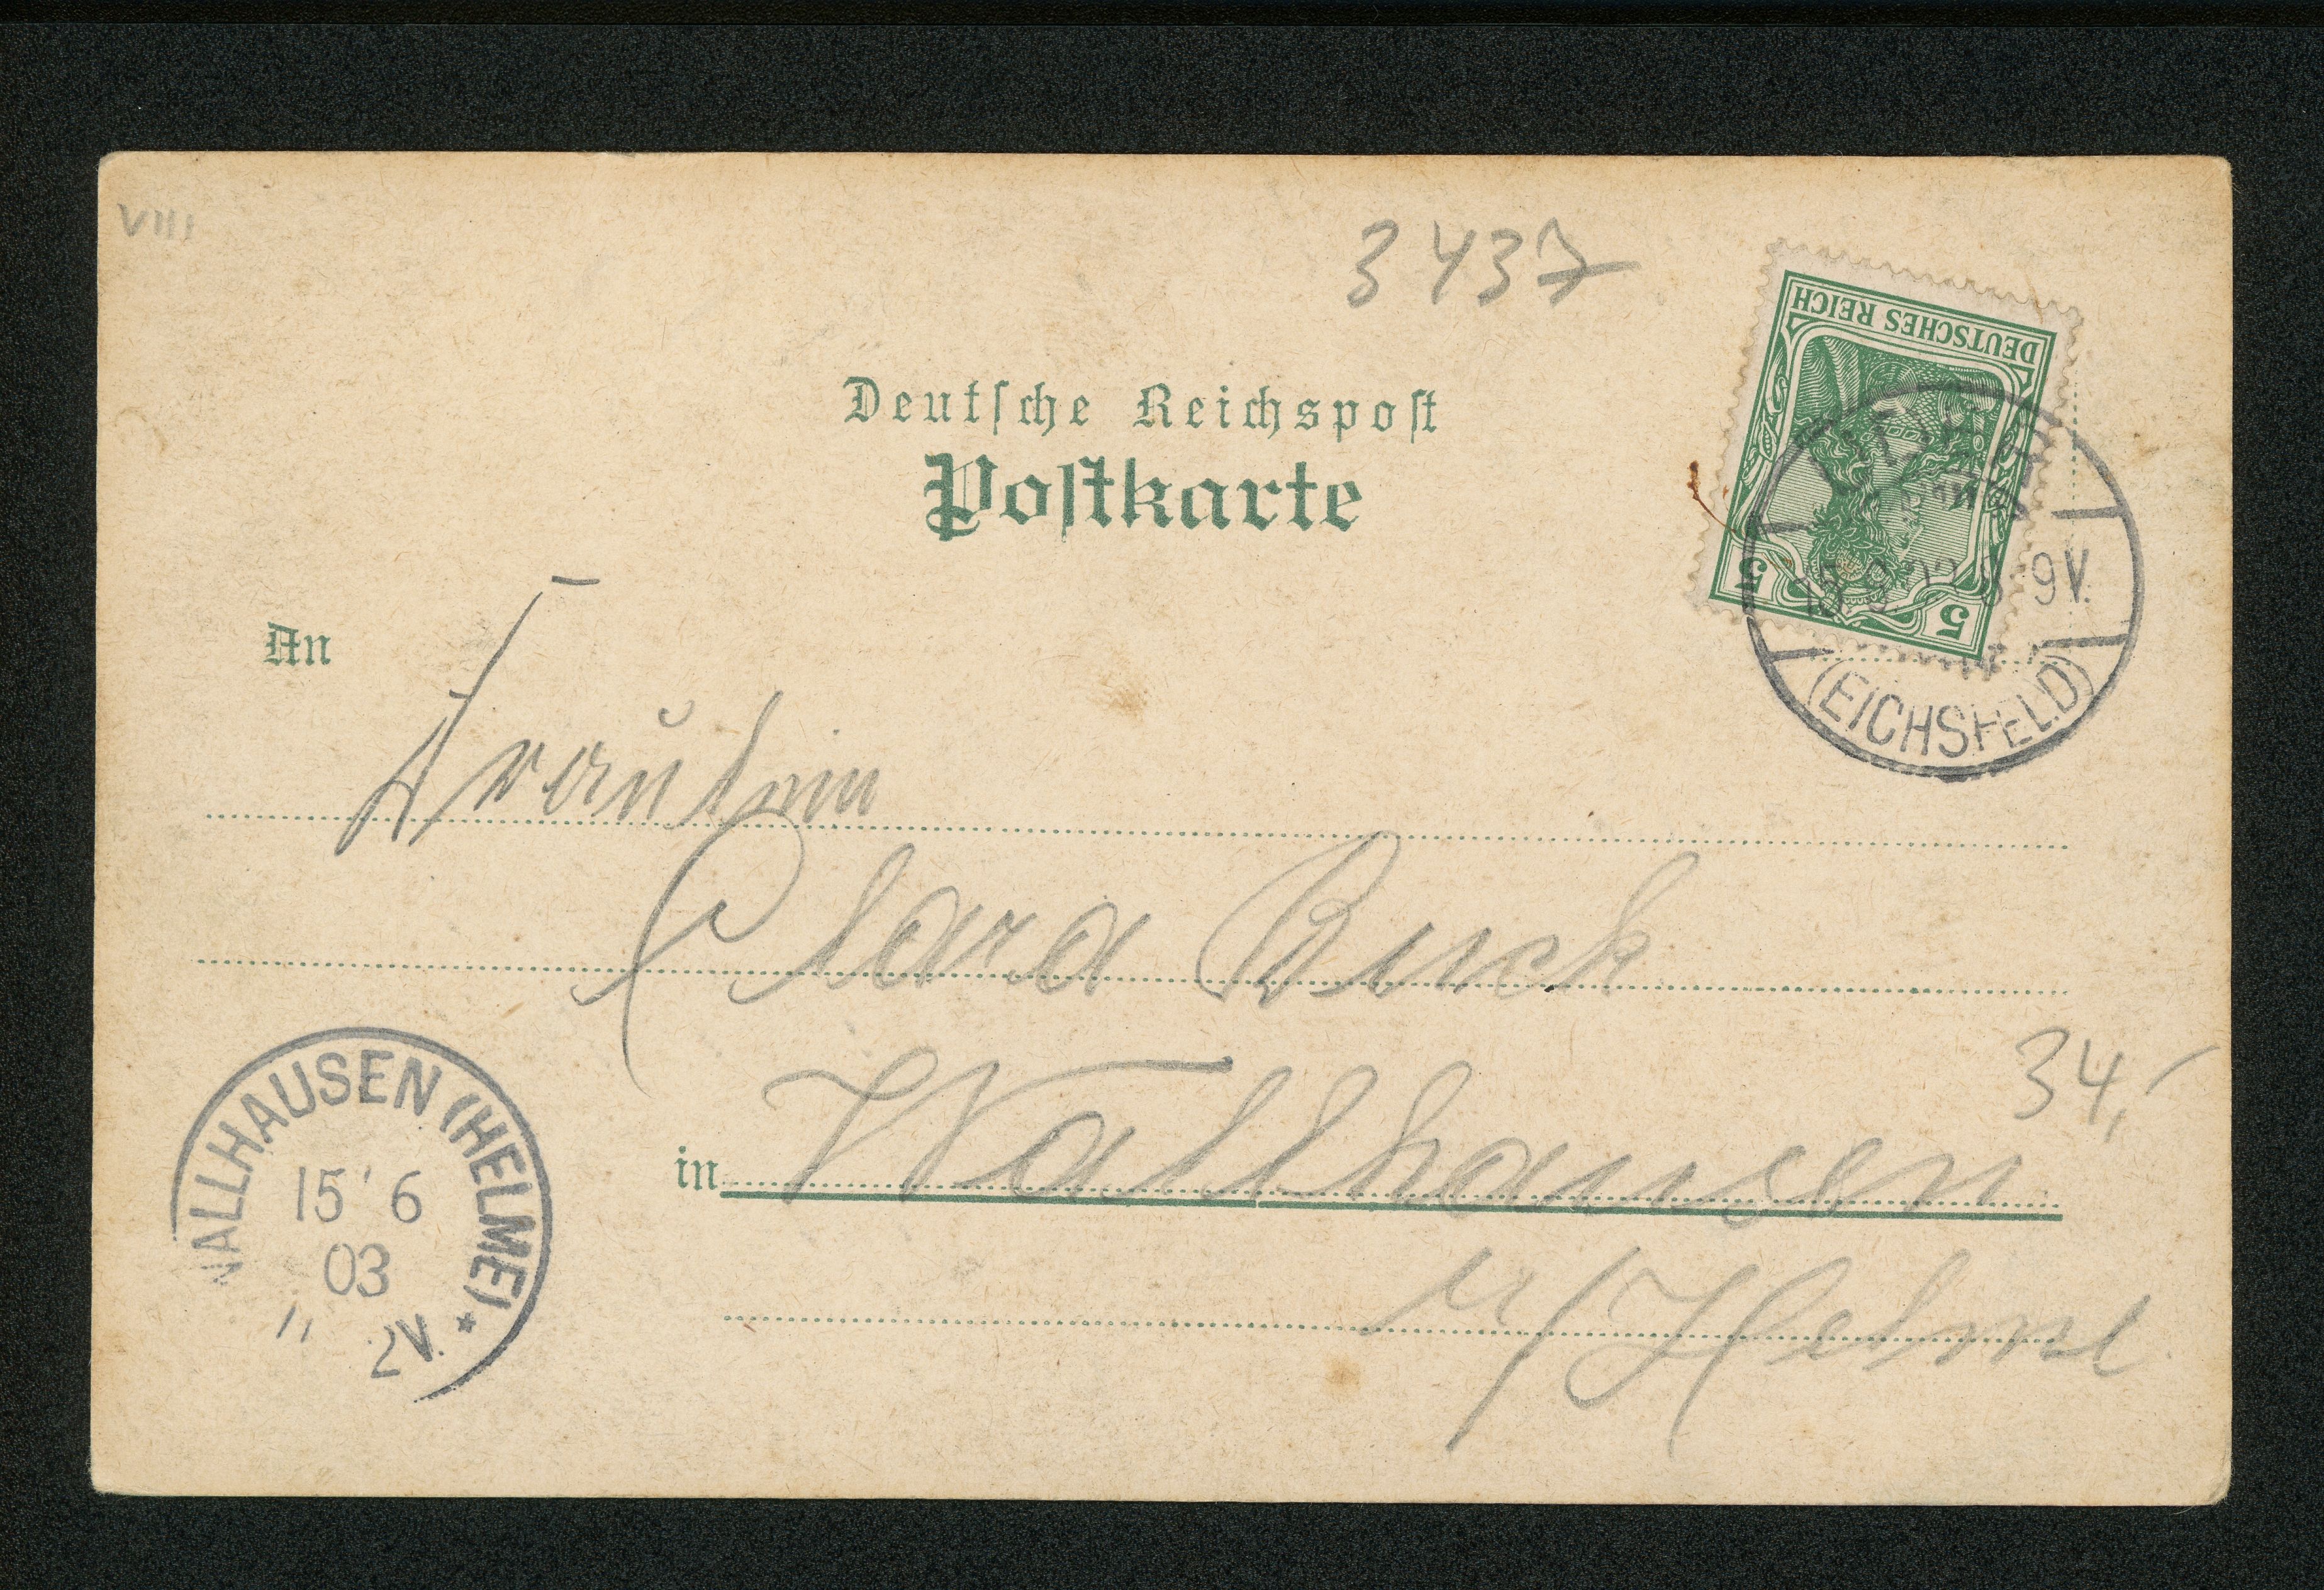 VIII
3437
DEUTSCHES REICH
5 5
Deutsche Reichspost
Postkarte
9V.
(EICHSFELD)
An
Fräulein
Clara Buck
WALLHAUSEN (HELME) *
15 6
03
2V.
34,-
in Wallhausen
a/Helme